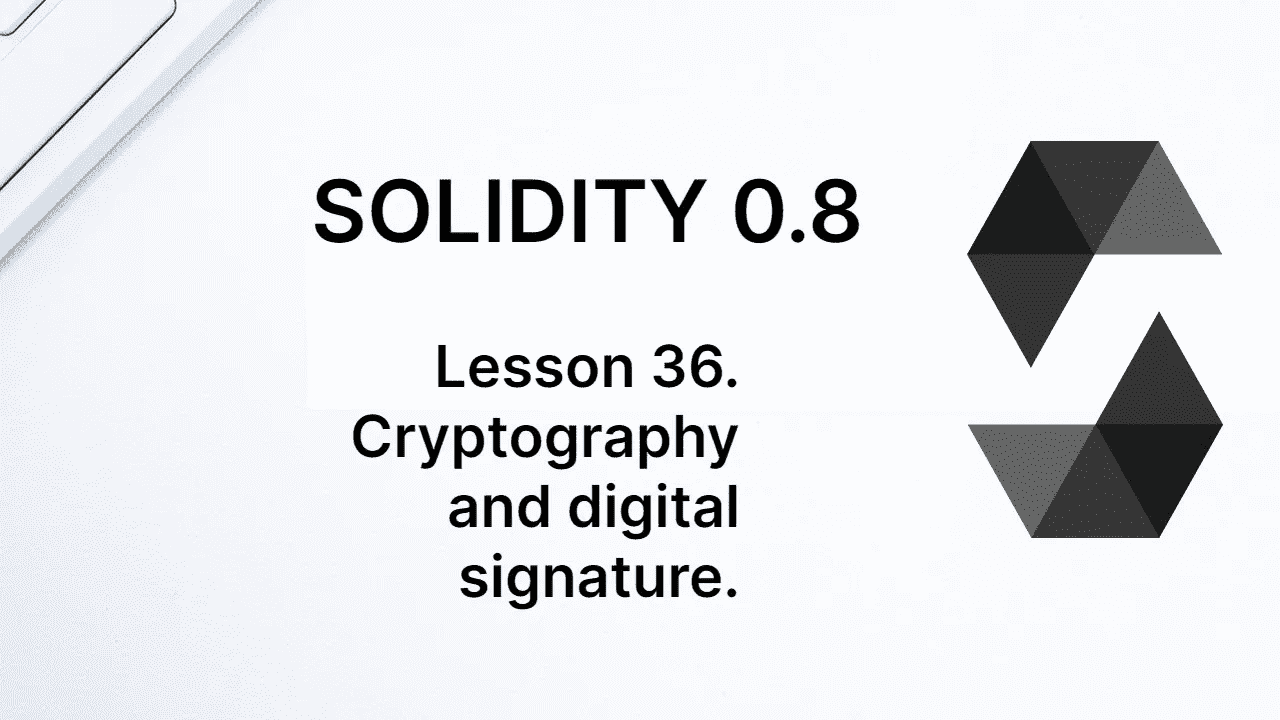 SOLIDITY 0.8
Lesson 36.
Cryptography
and digital
signature.